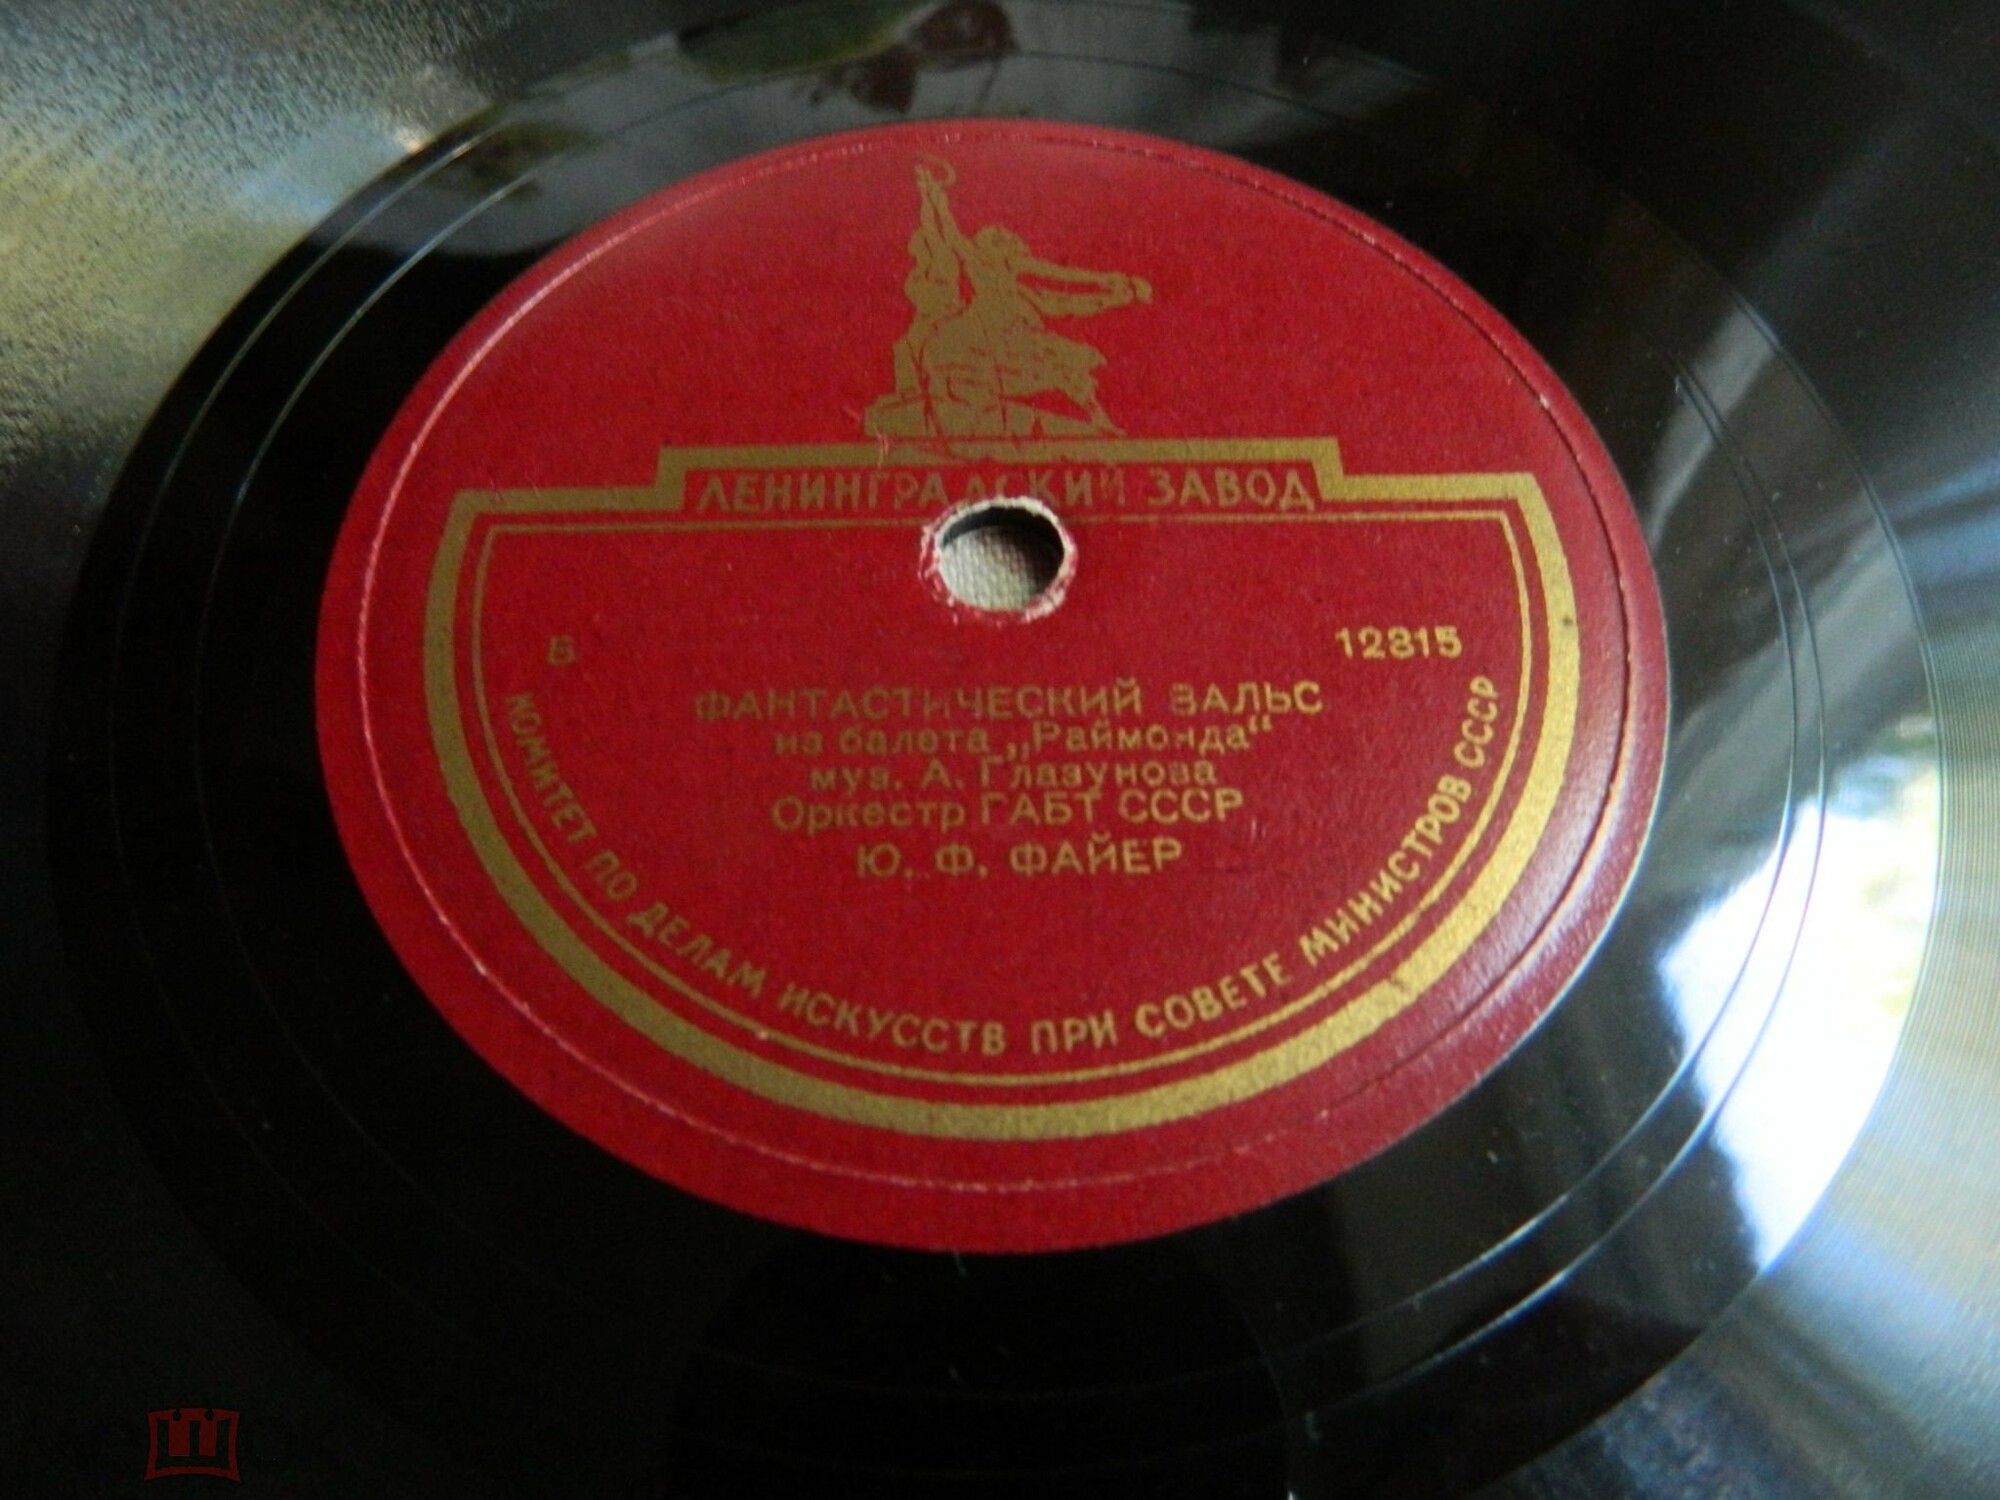 ЛЕНИНГРАДСКИЙ ЗАВОД
Б 12815
ФАНТАСТИЧЕСКИЙ ВАЛЬС
из балета „Раймонда“
муз. А. Глазунова
Оркестр ГАБТ СССР
Ю. Ф. ФАЙЕР
КОМИТЕТ ПО ДЕЛАМ ИСКУССТВ ПРИ СОВЕТЕ МИНИСТРОВ СССР